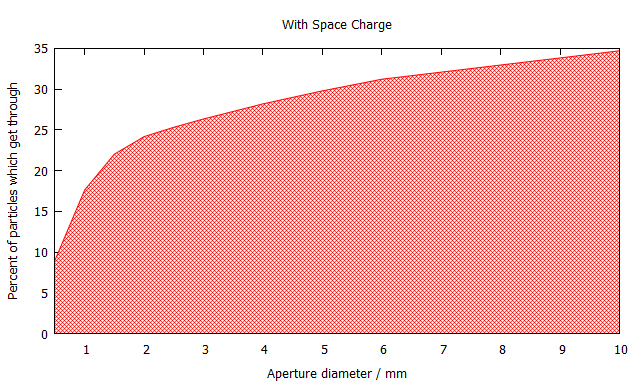 With Space Charge
Percent of particles which get through
35
30
25
20
15
10
5
0
1 2 3 4 5 6 7 8 9 10
Aperture diameter / mm